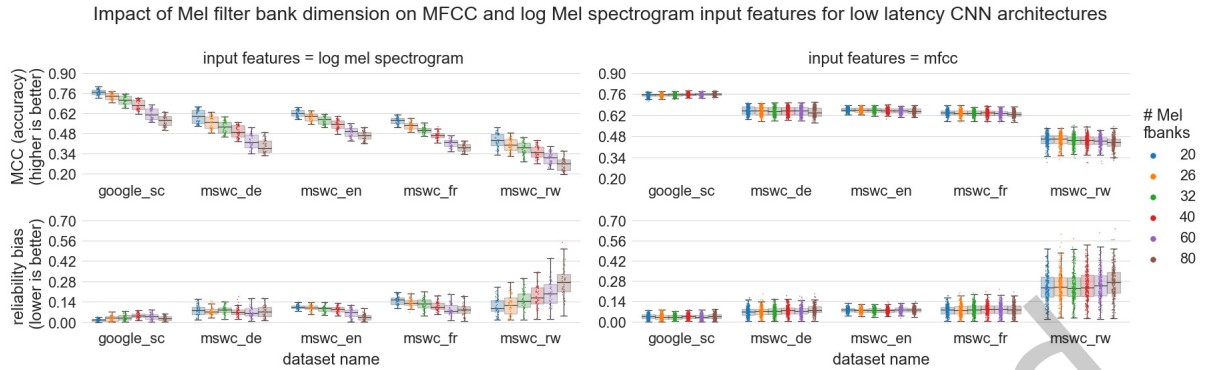 Impact of Mel filter bank dimension on MFCC and log Mel spectrogram input features for low latency CNN architectures
input features = log mel spectrogram
input features = mfcc
MCC (accuracy)
(higher is better)
0.90
0.76
0.62
0.48
0.34
0.20
google_sc
mswc_de
mswc_en
mswc_fr
mswc_rw
0.90
0.76
0.62
0.48
0.34
0.20
google_sc
mswc_de
mswc_en
mswc_fr
mswc_rw
# Mel
fbanks
20
26
32
40
60
80
reliability bias
(lower is better)
0.70
0.56
0.42
0.28
0.14
0.00
google_sc
mswc_de
mswc_en
mswc_fr
mswc_rw
dataset name
0.70
0.56
0.42
0.28
0.14
0.00
google_sc
mswc_de
mswc_en
mswc_fr
mswc_rw
dataset name